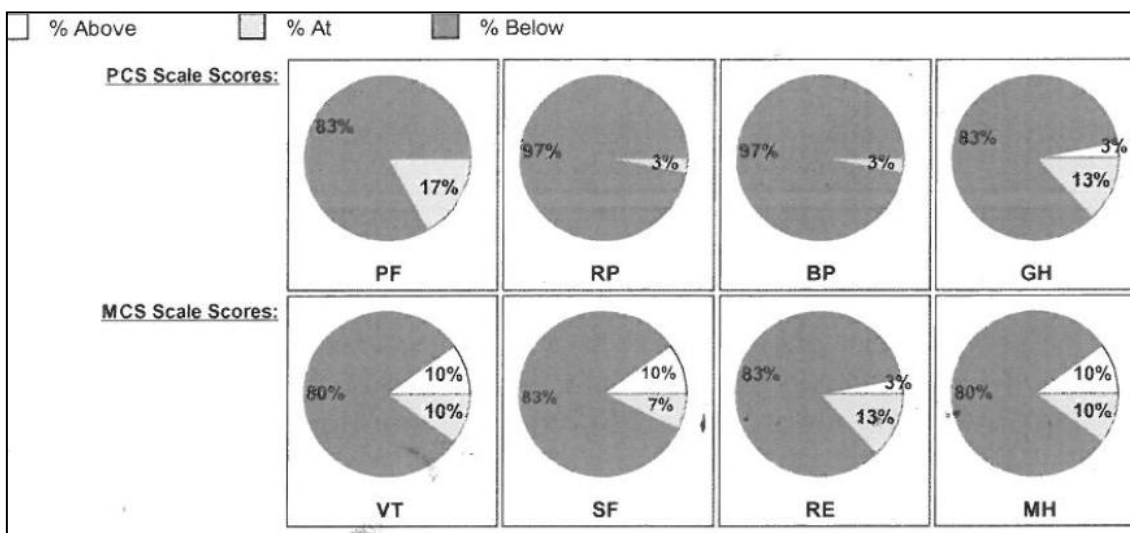 % Above % At % Below
PCS Scale Scores:
83%
17%
PF
97%
3%
RP
97%
3%
BP
83%
3%
13%
GH
MCS Scale Scores:
80%
10%
10%
VT
83%
10%
7%
SF
83%
3%
13%
RE
80%
10%
10%
MH